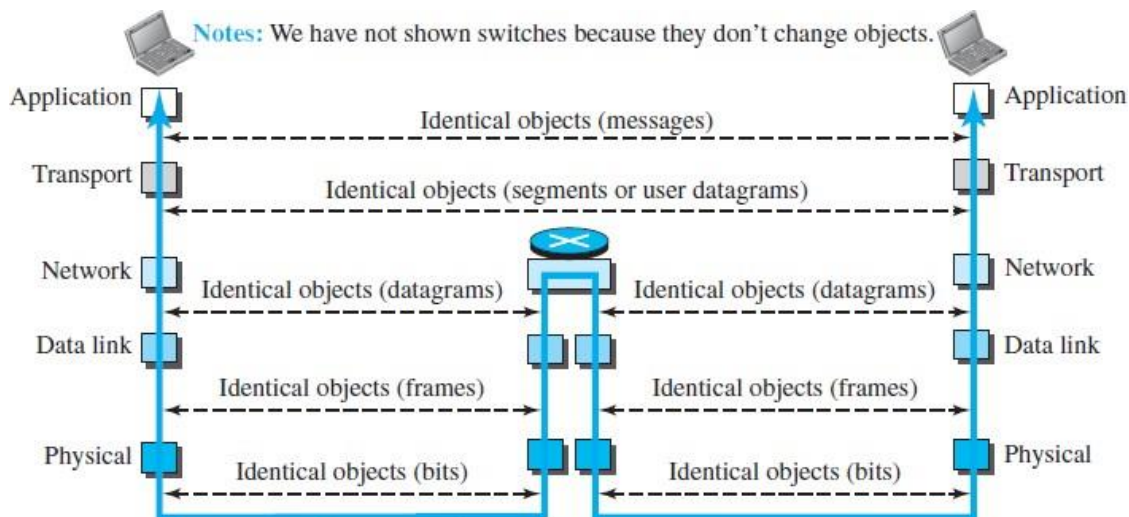 Notes: We have not shown switches because they don't change objects.
Application
Application
Identical objects (messages)
Transport
Transport
Identical objects (segments or user datagrams)
Network
Network
Identical objects (datagrams)
Identical objects (datagrams)
Data link
Data link
Identical objects (frames)
Identical objects (frames)
Physical
Physical
Identical objects (bits)
Identical objects (bits)